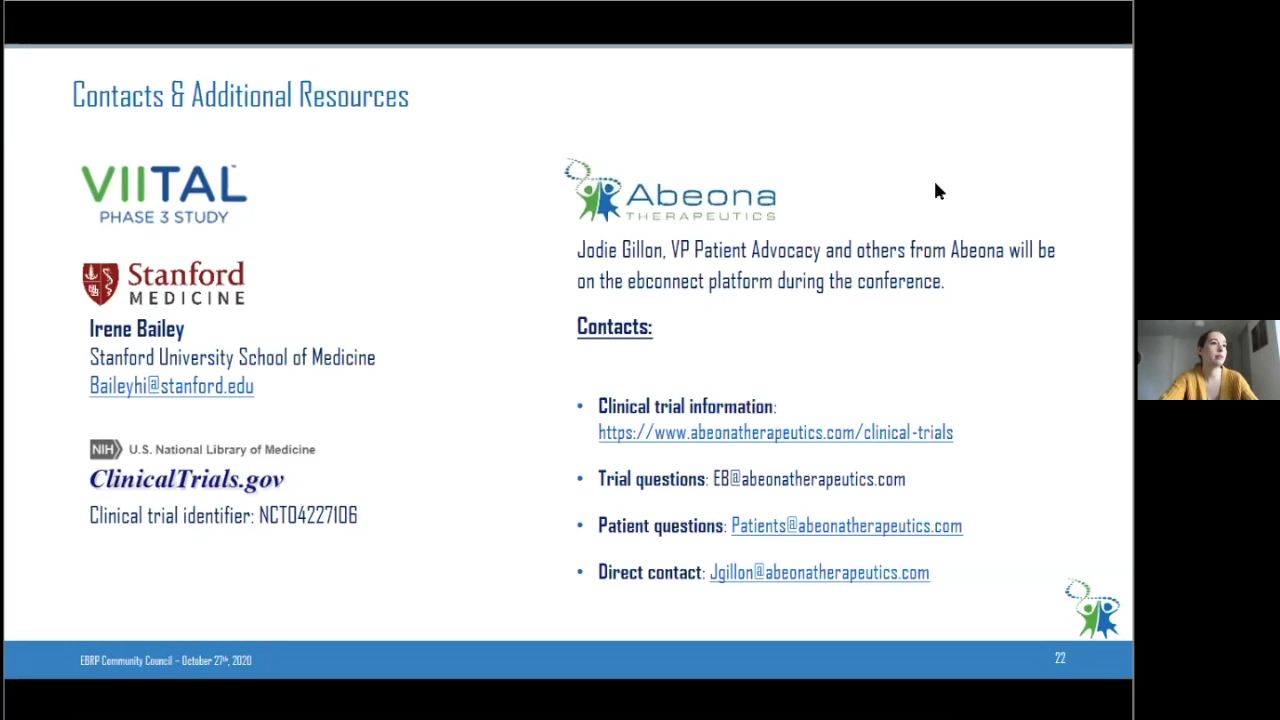 Contacts & Additional Resources
VIITAL™
PHASE 3 STUDY
Stanford
MEDICINE
Irene Bailey
Stanford University School of Medicine
Baileyhi@stanford.edu
NIH U.S. National Library of Medicine
ClinicalTrials.gov
Clinical trial identifier: NCT04227106
Abeona
THERAPEUTICS
Jodie Gillon, VP Patient Advocacy and others from Abeona will be
on the ebconnect platform during the conference.
Contacts:
• Clinical trial information:
https://www.abeonatherapeutics.com/clinical-trials
• Trial questions: EB@abeonatherapeutics.com
• Patient questions: Patients@abeonatherapeutics.com
• Direct contact: Jgillon@abeonatherapeutics.com
EBRP Community Council – October 27th, 2020
22